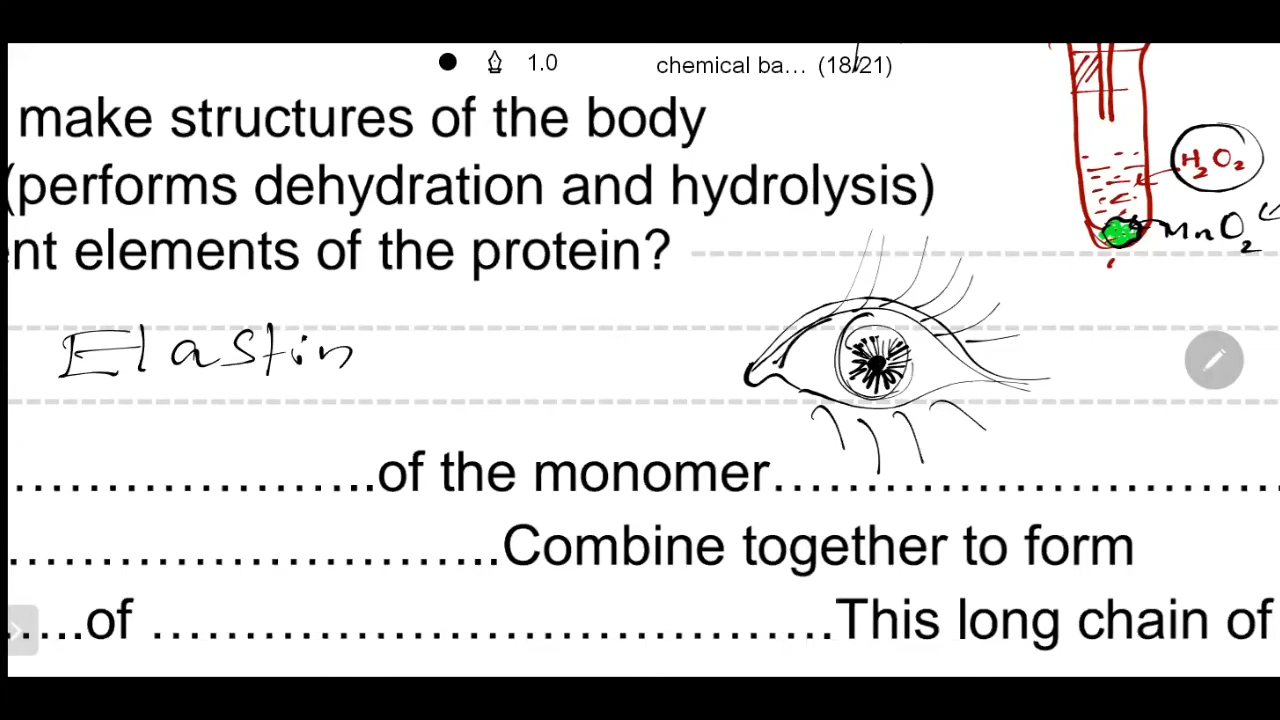 1.0 chemical ba... (18/21)
make structures of the body
(performs dehydration and hydrolysis)
ent elements of the protein?
H2O2
MnO2
Elastin
…………………..of the monomer…………………………
………………………..Combine together to form
…..of ………………………………This long chain of